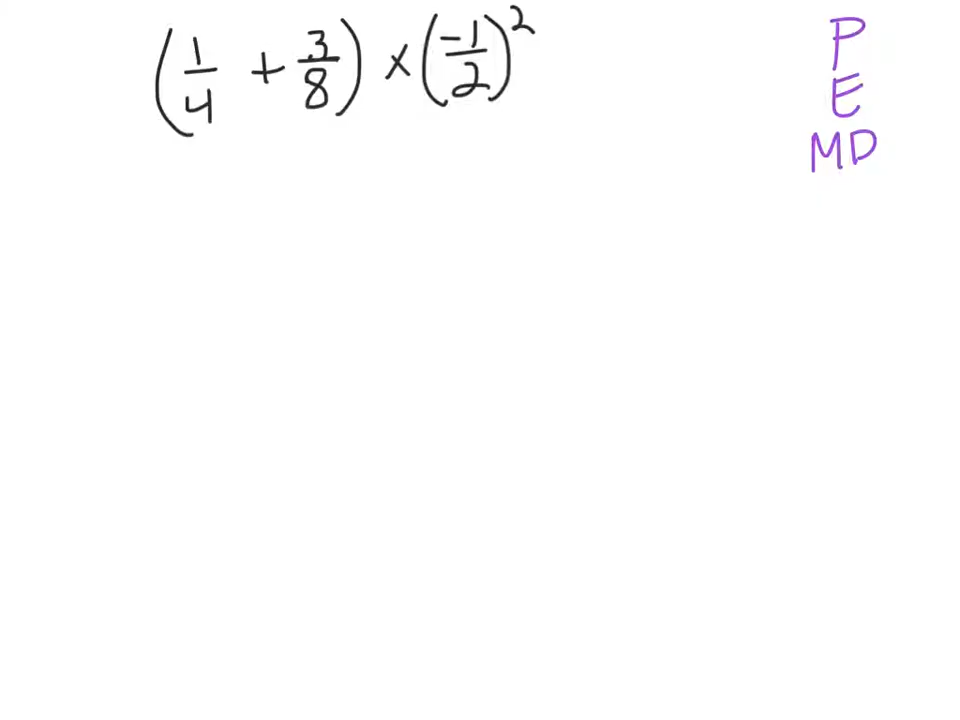 (1/4 + 3/8) × (-1/2)²
P
E
MD